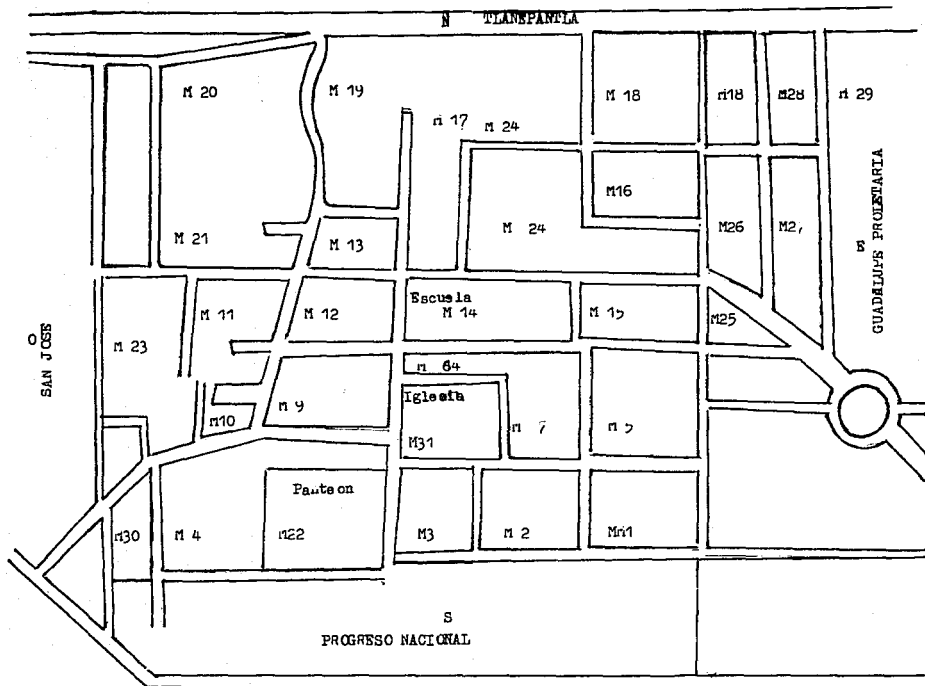 N TLANEPANTLA
M 20
M 19
M 17
M 24
M 18
M18
M28
M 29
M16
M 21
M 13
M 24
M26
M27
GUADALUPE PROLETARIA
E
Escuela
M 11
M 12
M 14
M 15
M25
O
SAN JOSE
M 23
M 64
Iglesia
M10
M 9
M31
M 7
M 5
Panteon
M30
M 4
M22
M3
M 2
MM1
S
PROGRESO NACIONAL